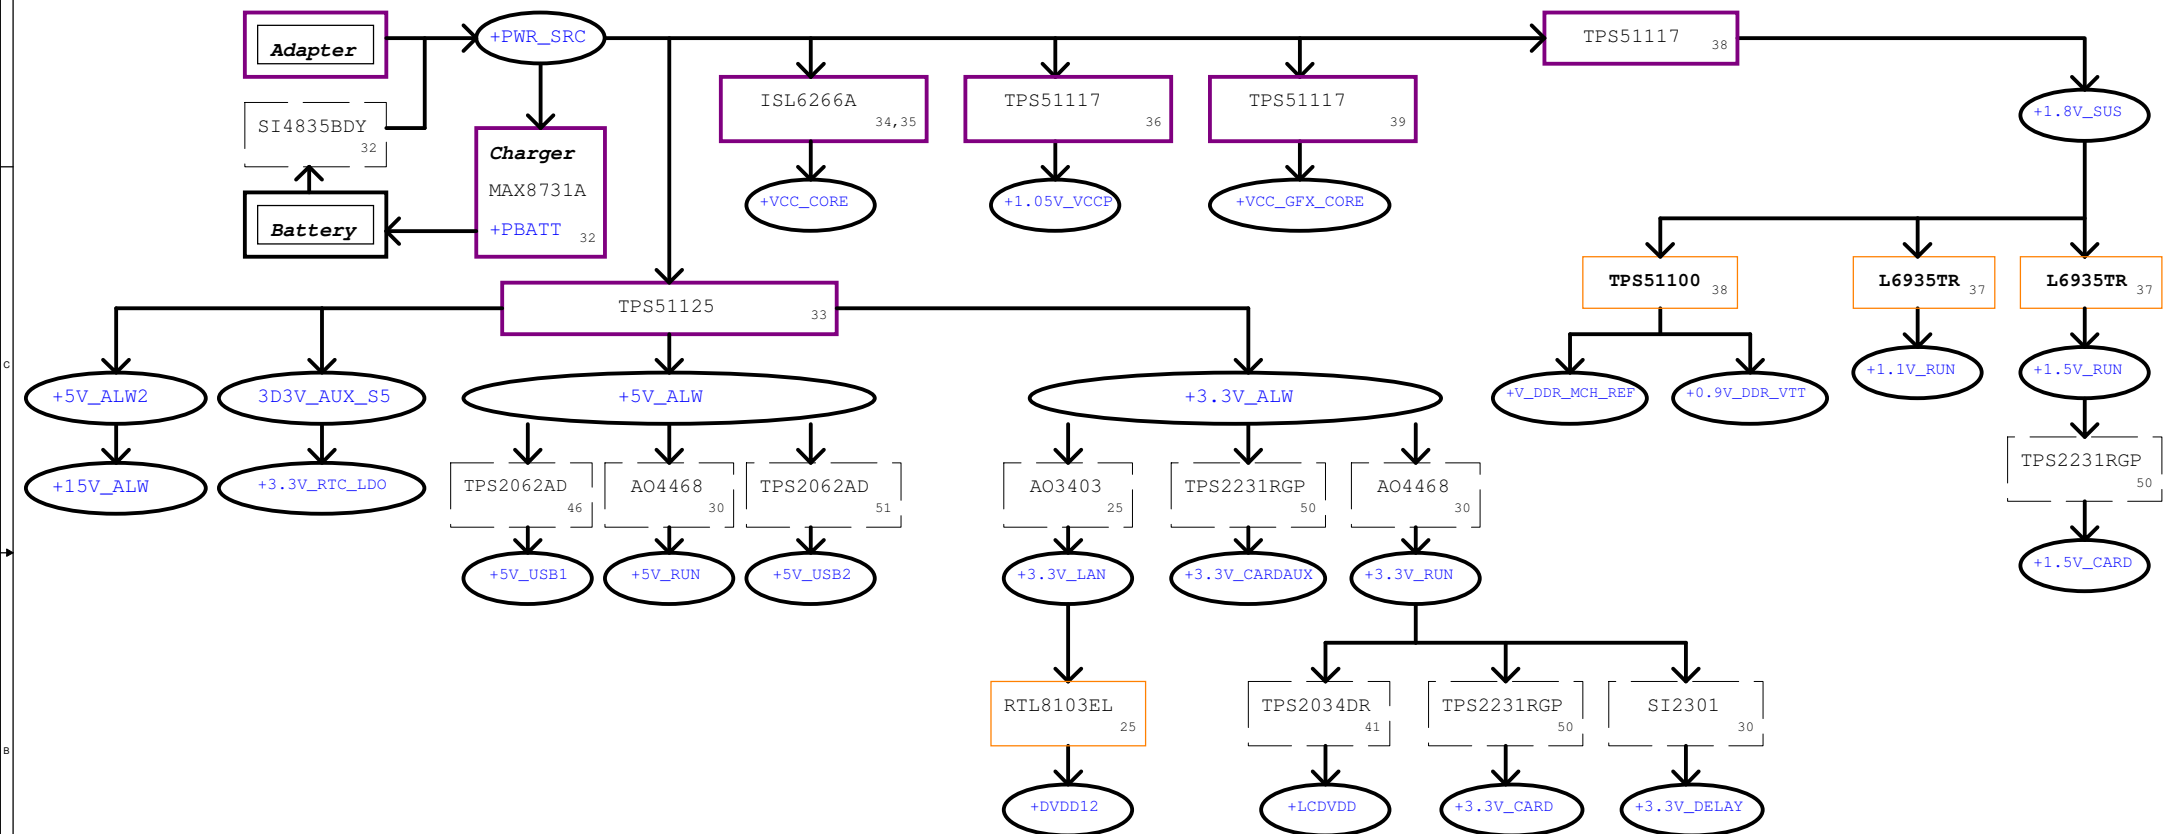 Adapter
+PWR_SRC
TPS51117
38
SI4835BDY
32
Charger
MAX8731A
+PBATT
32
Battery
ISL6266A
34,35
TPS51117
36
TPS51117
39
+1.8V_SUS
+VCC_CORE
+1.05V_VCCP
+VCC_GFX_CORE
TPS51100
38
L6935TR
37
L6935TR
37
TPS51125
33
C
+5V_ALW2
3D3V_AUX_S5
+5V_ALW
+3.3V_ALW
+V_DDR_MCH_REF
+0.9V_DDR_VTT
+1.1V_RUN
+1.5V_RUN
+15V_ALW
+3.3V_RTC_LDO
TPS2062AD
46
AO4468
30
TPS2062AD
51
AO3403
25
TPS2231RGP
50
AO4468
30
TPS2231RGP
50
+5V_USB1
+5V_RUN
+5V_USB2
+3.3V_LAN
+3.3V_CARDAUX
+3.3V_RUN
+1.5V_CARD
RTL8103EL
25
TPS2034DR
41
TPS2231RGP
50
SI2301
30
B
+DVDD12
+LCDVDD
+3.3V_CARD
+3.3V_DELAY